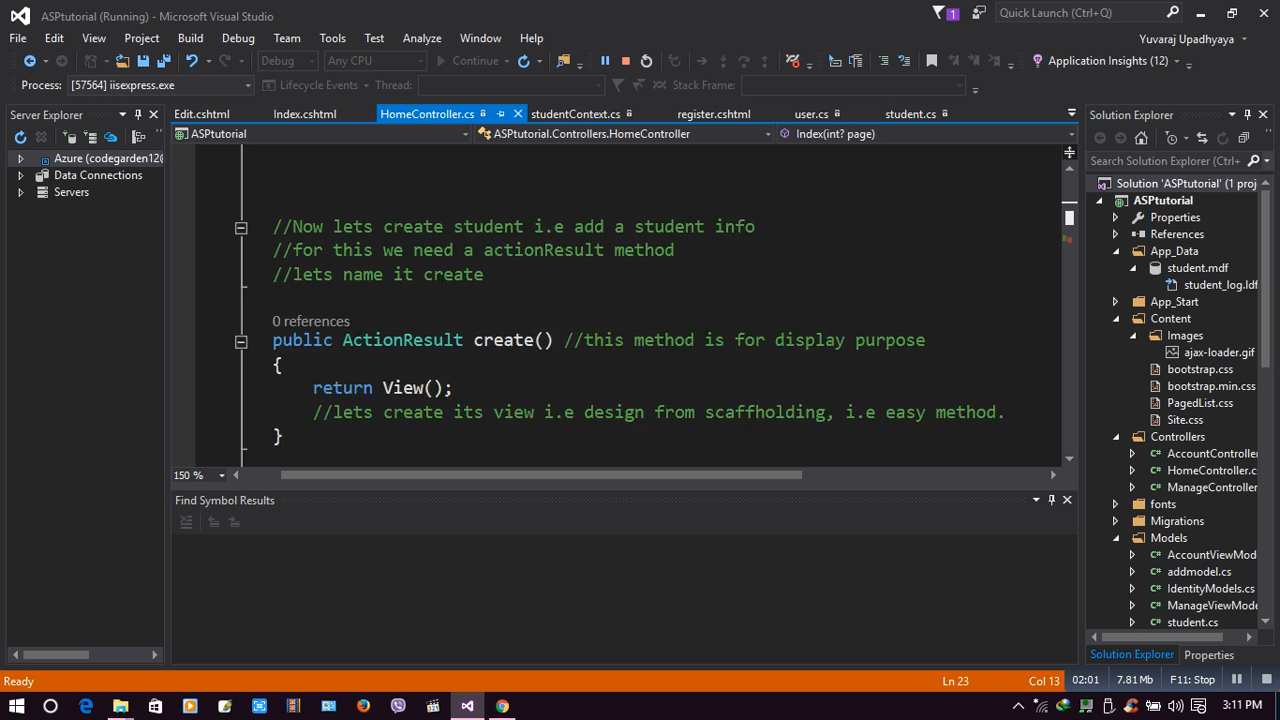 ASPtutorial (Running) - Microsoft Visual Studio
1
Quick Launch (Ctrl+Q)
File Edit View Project Build Debug Team Tools Test Analyze Window Help
Yuvaraj Upadhyaya
Debug Any CPU Continue Application Insights (12)
Process: [57564] iisexpress.exe Lifecycle Events Thread: Stack Frame:
Server Explorer
Edit.cshtml Index.cshtml HomeController.cs studentContext.cs register.cshtml user.cs student.cs
Solution Explorer
ASPtutorial ASPtutorial.Controllers.HomeController Index(int? page)
Azure (codegarden12@
Data Connections
Servers
//Now lets create student i.e add a student info
//for this we need a actionResult method
//lets name it create
0 references
public ActionResult create() //this method is for display purpose
{
return View();
//lets create its view i.e design from scaffholding, i.e easy method.
}
150 %
Find Symbol Results
Search Solution Explorer (Ctrl+
Solution 'ASPtutorial' (1 proj
ASPtutorial
Properties
References
App_Data
student.mdf
student_log.ldf
App_Start
Content
Images
ajax-loader.gif
bootstrap.css
bootstrap.min.css
PagedList.css
Site.css
Controllers
AccountController
HomeController.c
ManageController
fonts
Migrations
Models
AccountViewMod
addmodel.cs
IdentityModels.cs
ManageViewMode
student.cs
Solution Explorer Properties
Ready Ln 23 Col 13 02:01 7.81 Mb F11: Stop
3:11 PM